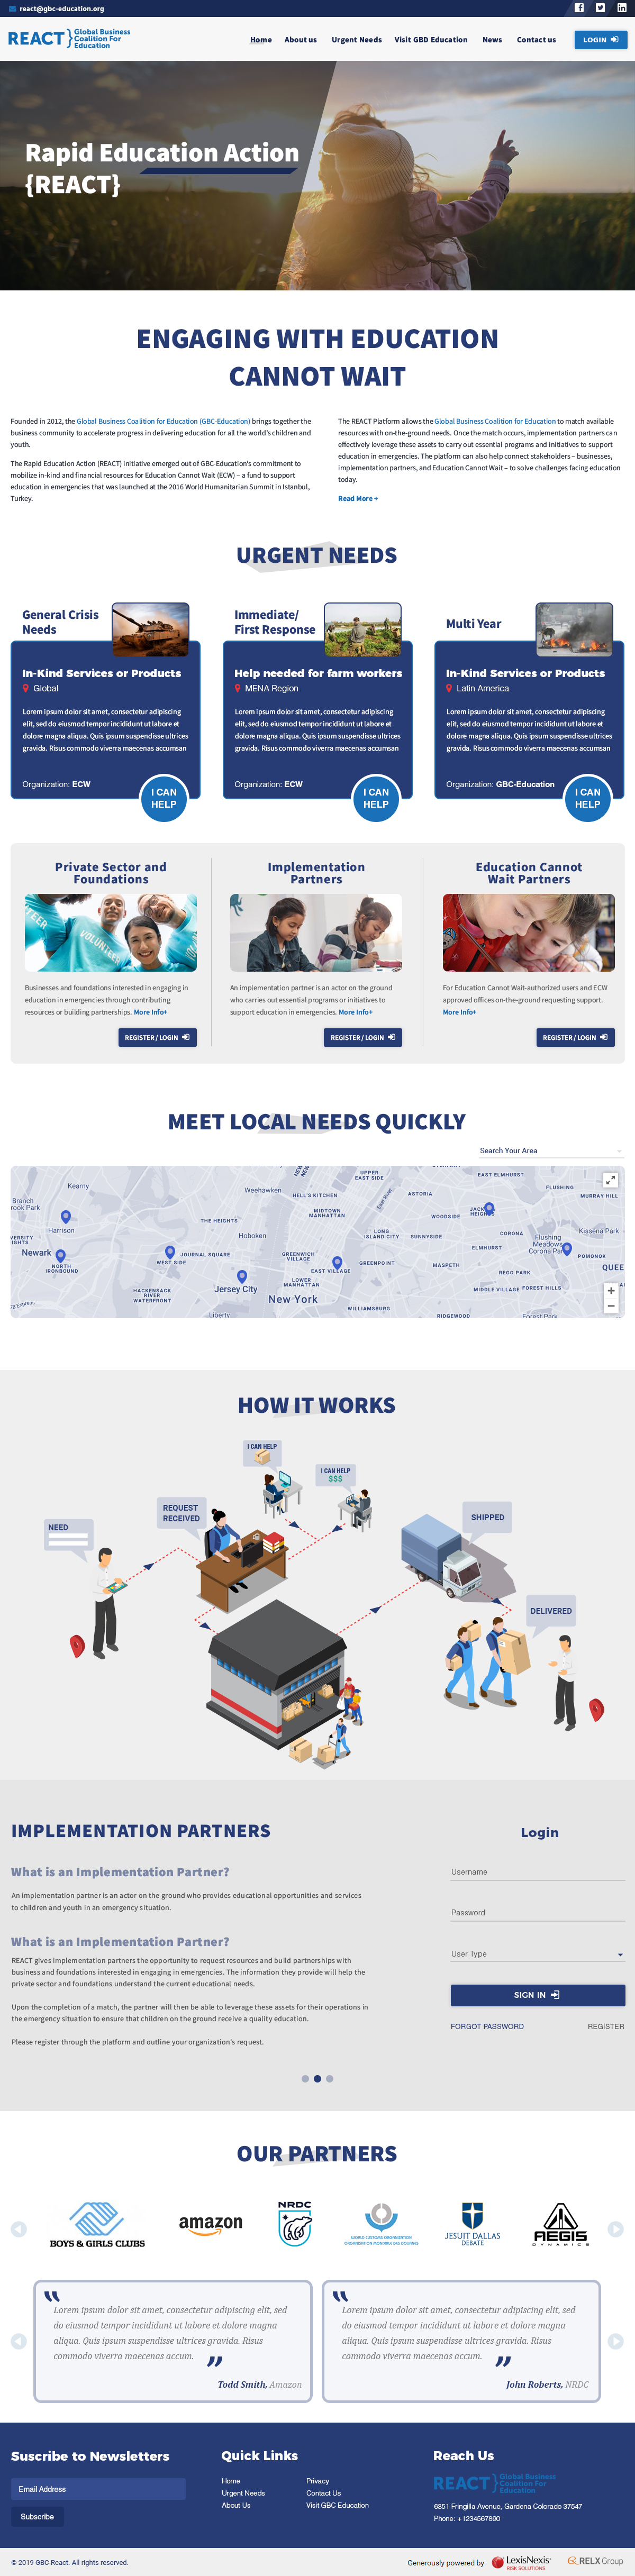 react@gbc-education.org
REACT} Global Business
Coalition For
Education
Home About us Urgent Needs Visit GBD Education News Contact us LOGIN
Rapid Education Action
{REACT}
ENGAGING WITH EDUCATION
CANNOT WAIT
Founded in 2012, the Global Business Coalition for Education (GBC-Education) brings together the
business community to accelerate progress in delivering education for all the world's children and
youth.
The Rapid Education Action (REACT) initiative emerged out of GBC-Education's commitment to
mobilize in-kind and financial resources for Education Cannot Wait (ECW) – a fund to support
education in emergencies that was launched at the 2016 World Humanitarian Summit in Istanbul,
Turkey.
The REACT Platform allows the Global Business Coalition for Education to match available
resources with on-the-ground needs. Once the match occurs, implementation partners can
effectively leverage these assets to carry out essential programs and initiatives to support
education in emergencies. The platform can also help connect stakeholders – businesses,
implementation partners, and Education Cannot Wait – to solve challenges facing education
today.
Read More +
URGENT NEEDS
General Crisis
Needs
In-Kind Services or Products
Global
Lorem ipsum dolor sit amet, consectetur adipiscing
elit, sed do eiusmod tempor incididunt ut labore et
dolore magna aliqua. Quis ipsum suspendisse ultrices
gravida. Risus commodo viverra maecenas accumsan
Organization: ECW
I CAN
HELP
Immediate/
First Response
Help needed for farm workers
MENA Region
Lorem ipsum dolor sit amet, consectetur adipiscing
elit, sed do eiusmod tempor incididunt ut labore et
dolore magna aliqua. Quis ipsum suspendisse ultrices
gravida. Risus commodo viverra maecenas accumsan
Organization: ECW
I CAN
HELP
Multi Year
In-Kind Services or Products
Latin America
Lorem ipsum dolor sit amet, consectetur adipiscing
elit, sed do eiusmod tempor incididunt ut labore et
dolore magna aliqua. Quis ipsum suspendisse ultrices
gravida. Risus commodo viverra maecenas accumsan
Organization: GBC-Education
I CAN
HELP
Private Sector and
Foundations
VOLUNTEER
Businesses and foundations interested in engaging in
education in emergencies through contributing
resources or building partnerships. More Info+
REGISTER / LOGIN
Implementation
Partners
An implementation partner is an actor on the ground
who carries out essential programs or initiatives to
support education in emergencies. More Info+
REGISTER / LOGIN
Education Cannot
Wait Partners
For Education Cannot Wait-authorized users and ECW
approved offices on-the-ground requesting support.
More Info+
REGISTER / LOGIN
MEET LOCAL NEEDS QUICKLY
Search Your Area
UPPER
EAST SIDE
EAST ELMHURST
Kearny
Weehawken
HELL'S KITCHEN
ASTORIA
FLUSHING
MURRAY HILL
Branch
rook Park
Harrison
THE HEIGHTS
MIDTOWN
MANHATTAN
WOODSIDE
Hoboken
LONG
ISLAND CITY
SUNNYSIDE
CORONA
Kissena Park
Flushing
Meadows
Corona Park
Newark
NORTH
IRONBOUND
WEST SIDE
JOURNAL SQUARE
GREENWICH
VILLAGE
EAST VILLAGE
GREENPOINT
MASPETH
ELMHURST
REGO PARK
POMONOK
QUEE
HACKENSACK
RIVER
WATERFRONT
Jersey City
LOWER
MANHATTAN
New York
MIDDLE VILLAGE
FOREST HILLS
Liberty
WILLIAMSBURG
RIDGEWOOD
Forest Park
HOW IT WORKS
I CAN HELP
I CAN HELP
$$$
NEED
REQUEST
RECEIVED
SHIPPED
DELIVERED
IMPLEMENTATION PARTNERS
What is an Implementation Partner?
An implementation partner is an actor on the ground who provides educational opportunities and services
to children and youth in an emergency situation.
What is an Implementation Partner?
REACT gives implementation partners the opportunity to request resources and build partnerships with
business and foundations interested in engaging in emergencies. The information they provide will help the
private sector and foundations understand the current educational needs.
Upon the completion of a match, the partner will then be able to leverage these assets for their operations in
the emergency situation to ensure that children on the ground receive a quality education.
Please register through the platform and outline your organization's request.
Login
Username
Password
User Type
SIGN IN
FORGOT PASSWORD REGISTER
OUR PARTNERS
BOYS & GIRLS CLUBS
amazon
NRDC
WORLD CUSTOMS ORGANIZATION
ORGANISATION MONDIALE DES DOUANES
JESUIT DALLAS
DEBATE
AEGIS
DYNAMICS
Lorem ipsum dolor sit amet, consectetur adipiscing elit, sed
do eiusmod tempor incididunt ut labore et dolore magna
aliqua. Quis ipsum suspendisse ultrices gravida. Risus
commodo viverra maecenas accum.
Todd Smith, Amazon
Lorem ipsum dolor sit amet, consectetur adipiscing elit, sed
do eiusmod tempor incididunt ut labore et dolore magna
aliqua. Quis ipsum suspendisse ultrices gravida. Risus
commodo viverra maecenas accum.
John Roberts, NRDC
Suscribe to Newsletters
Email Address
Subscribe
Quick Links
Home
Urgent Needs
About Us
Privacy
Contact Us
Visit GBC Education
Reach Us
REACT} Global Business
Coalition For
Education
6351 Fringilla Avenue, Gardena Colorado 37547
Phone: +1234567890
© 2019 GBC-React. All rights reserved.
Generously powered by LexisNexis
RISK SOLUTIONS
RELX Group